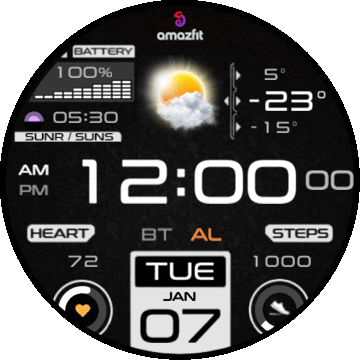 amazfit
BATTERY
100%
05:30
SUNR / SUNS
5°
-23°
-15°
AM
PM
12:00 00
HEART
BT AL
STEPS
72
1000
TUE
JAN
07